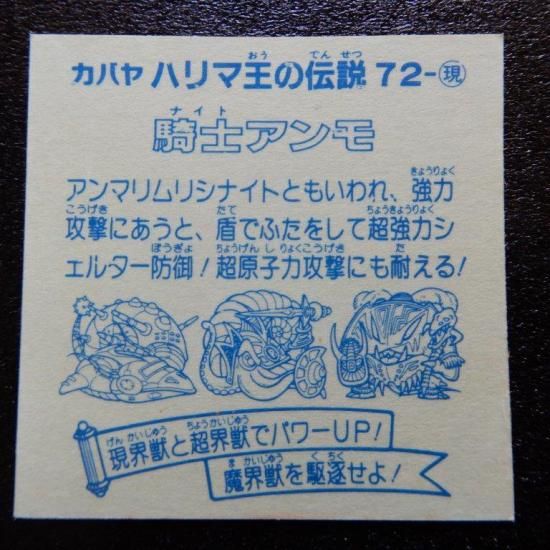 カバヤ ハリマ王の伝説 72-㊝
騎士アンモ
アンマリムリシナイトともいわれ、強力
攻撃にあうと、盾でふたをして超強力シ
ェルター防御！超原子力攻撃にも耐える！
現界獣と超界獣でパワーUP！
魔界獣を駆逐せよ！